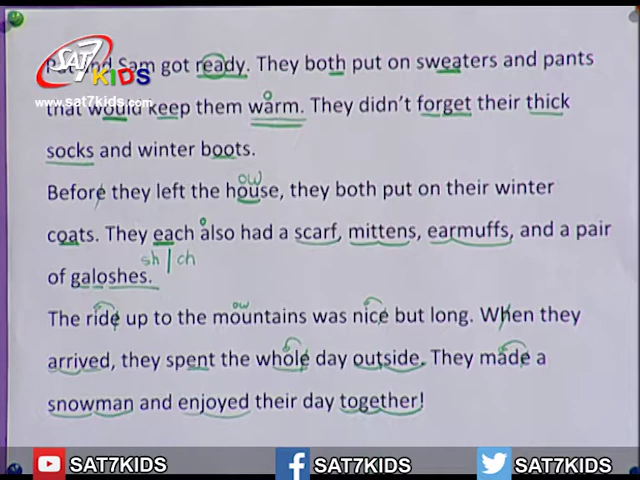 SAT7
KIDS
www.sat7kids.com
Pat and Sam got ready. They both put on sweaters and pants
that would keep them warm. They didn't forget their thick
socks and winter boots.
ow
Before they left the house, they both put on their winter
coats. They each also had a scarf, mittens, earmuffs, and a pair
sh | ch
of galoshes.
ow
The ride up to the mountains was nice but long. When they
arrived, they spent the whole day outside. They made a
snowman and enjoyed their day together!
SAT7KIDS
SAT7KIDS
SAT7KIDS